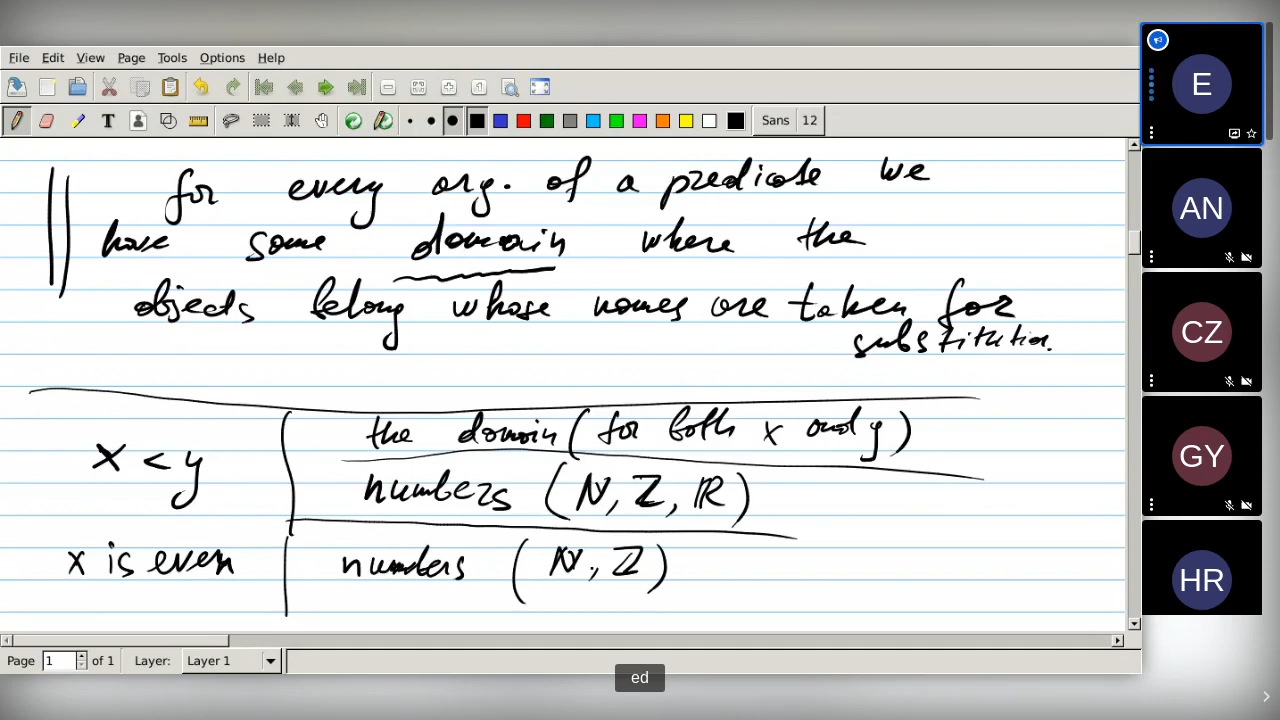 File Edit View Page Tools Options Help
Sans 12
for every arg. of a predicate we
have some domain where the
objects belong whose names are taken for
substitution.
x < y
the domain (for both x and y)
numbers (ℕ, ℤ, ℝ)
x is even
numbers (ℕ, ℤ)
Page 1 of 1 Layer: Layer 1
ed
E
AN
CZ
GY
HR